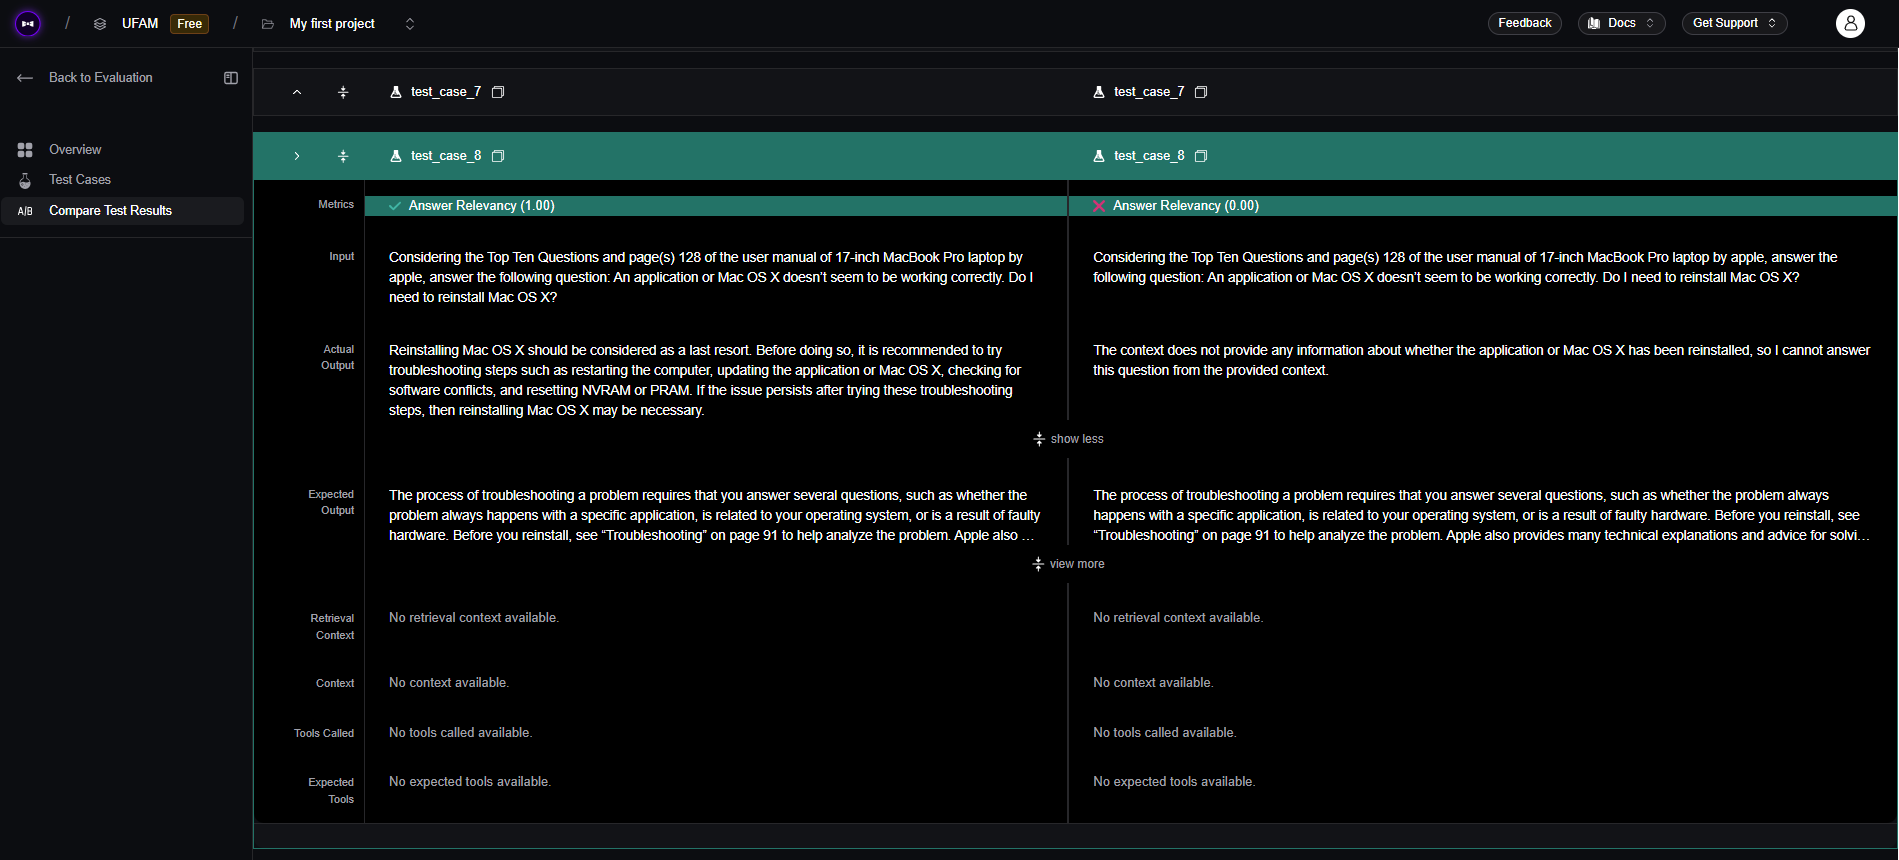 / UFAM Free / My first project Feedback Docs Get Support
Back to Evaluation
Overview
Test Cases
A/B Compare Test Results
test_case_7 test_case_7
test_case_8 test_case_8
Metrics
Answer Relevancy (1.00)
Answer Relevancy (0.00)
Input
Considering the Top Ten Questions and page(s) 128 of the user manual of 17-inch MacBook Pro laptop by
apple, answer the following question: An application or Mac OS X doesn't seem to be working correctly. Do I
need to reinstall Mac OS X?
Considering the Top Ten Questions and page(s) 128 of the user manual of 17-inch MacBook Pro laptop by apple, answer the
following question: An application or Mac OS X doesn't seem to be working correctly. Do I need to reinstall Mac OS X?
Actual
Output
Reinstalling Mac OS X should be considered as a last resort. Before doing so, it is recommended to try
troubleshooting steps such as restarting the computer, updating the application or Mac OS X, checking for
software conflicts, and resetting NVRAM or PRAM. If the issue persists after trying these troubleshooting
steps, then reinstalling Mac OS X may be necessary.
The context does not provide any information about whether the application or Mac OS X has been reinstalled, so I cannot answer
this question from the provided context.
show less
Expected
Output
The process of troubleshooting a problem requires that you answer several questions, such as whether the
problem always happens with a specific application, is related to your operating system, or is a result of faulty
hardware. Before you reinstall, see “Troubleshooting” on page 91 to help analyze the problem. Apple also ...
The process of troubleshooting a problem requires that you answer several questions, such as whether the problem always
happens with a specific application, is related to your operating system, or is a result of faulty hardware. Before you reinstall, see
“Troubleshooting” on page 91 to help analyze the problem. Apple also provides many technical explanations and advice for solvi...
view more
Retrieval
Context
No retrieval context available.
No retrieval context available.
Context
No context available.
No context available.
Tools Called
No tools called available.
No tools called available.
Expected
Tools
No expected tools available.
No expected tools available.